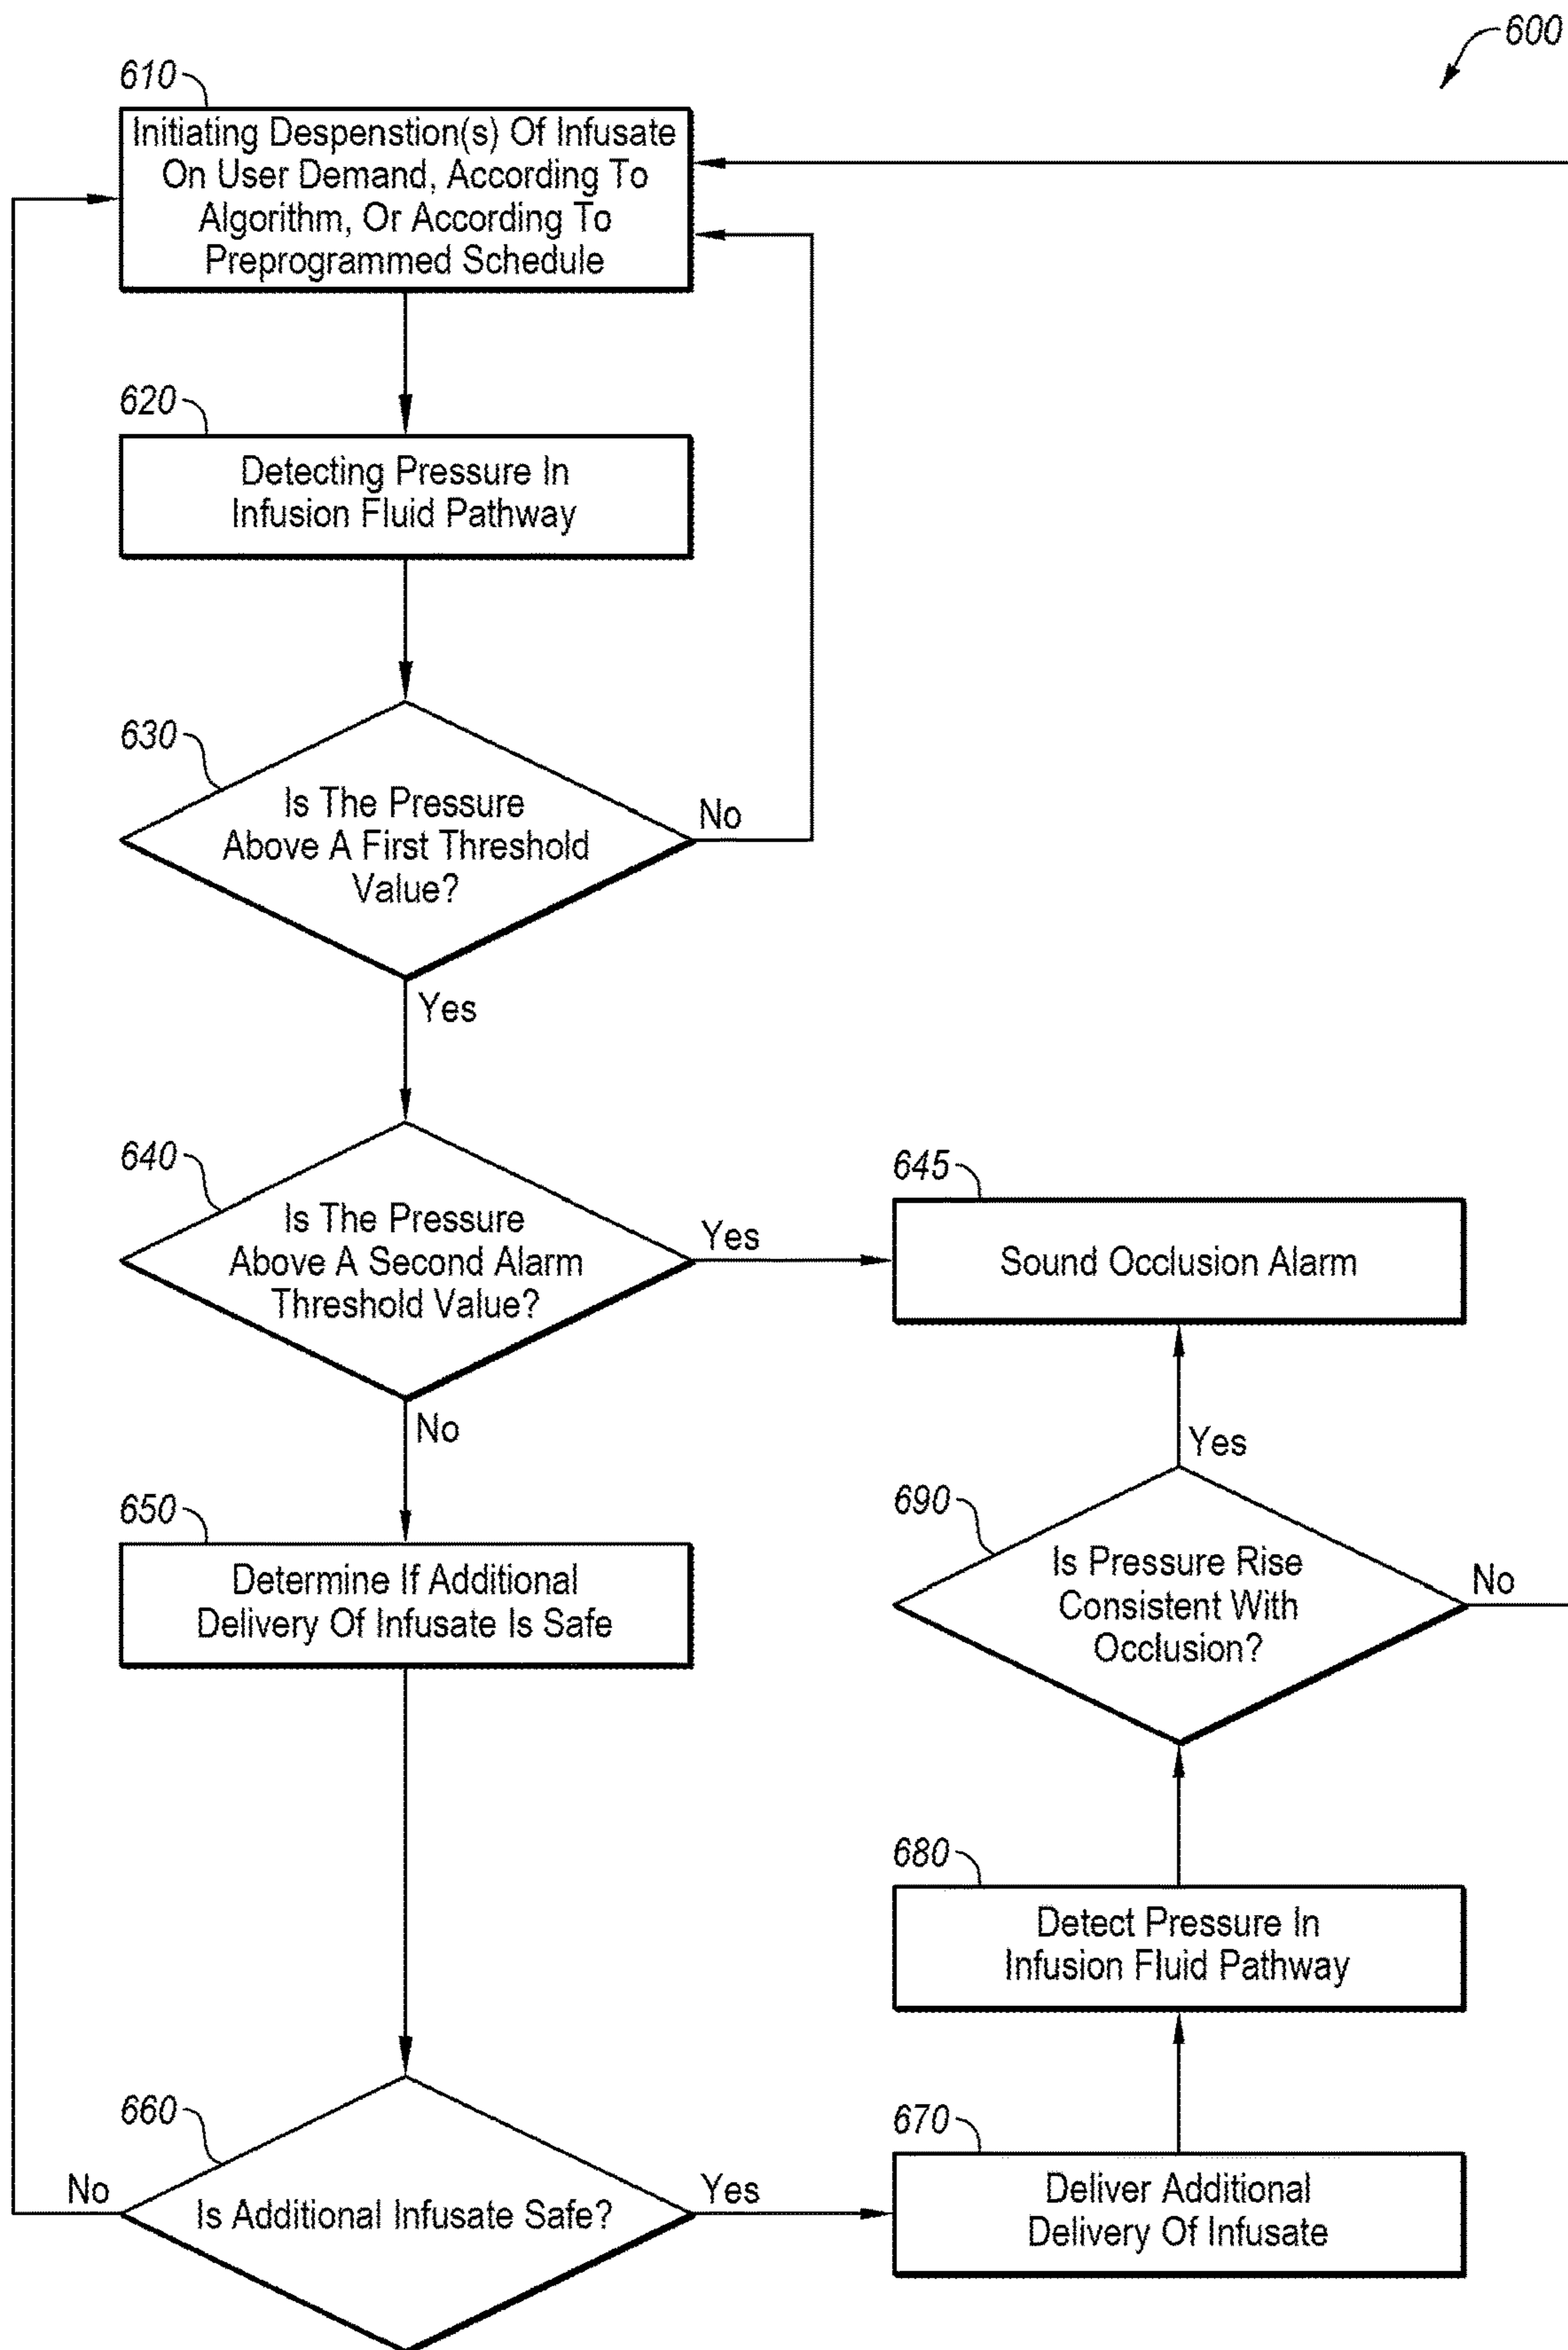 600
610
Initiating Despenstion(s) Of Infusate
On User Demand, According To
Algorithm, Or According To
Preprogrammed Schedule
620
Detecting Pressure In
Infusion Fluid Pathway
630
Is The Pressure
Above A First Threshold
Value?
No
Yes
640
Is The Pressure
Above A Second Alarm
Threshold Value?
Yes
No
645
Sound Occlusion Alarm
650
Determine If Additional
Delivery Of Infusate Is Safe
660
Is Additional Infusate Safe?
No
Yes
670
Deliver Additional
Delivery Of Infusate
680
Detect Pressure In
Infusion Fluid Pathway
690
Is Pressure Rise
Consistent With
Occlusion?
Yes
No